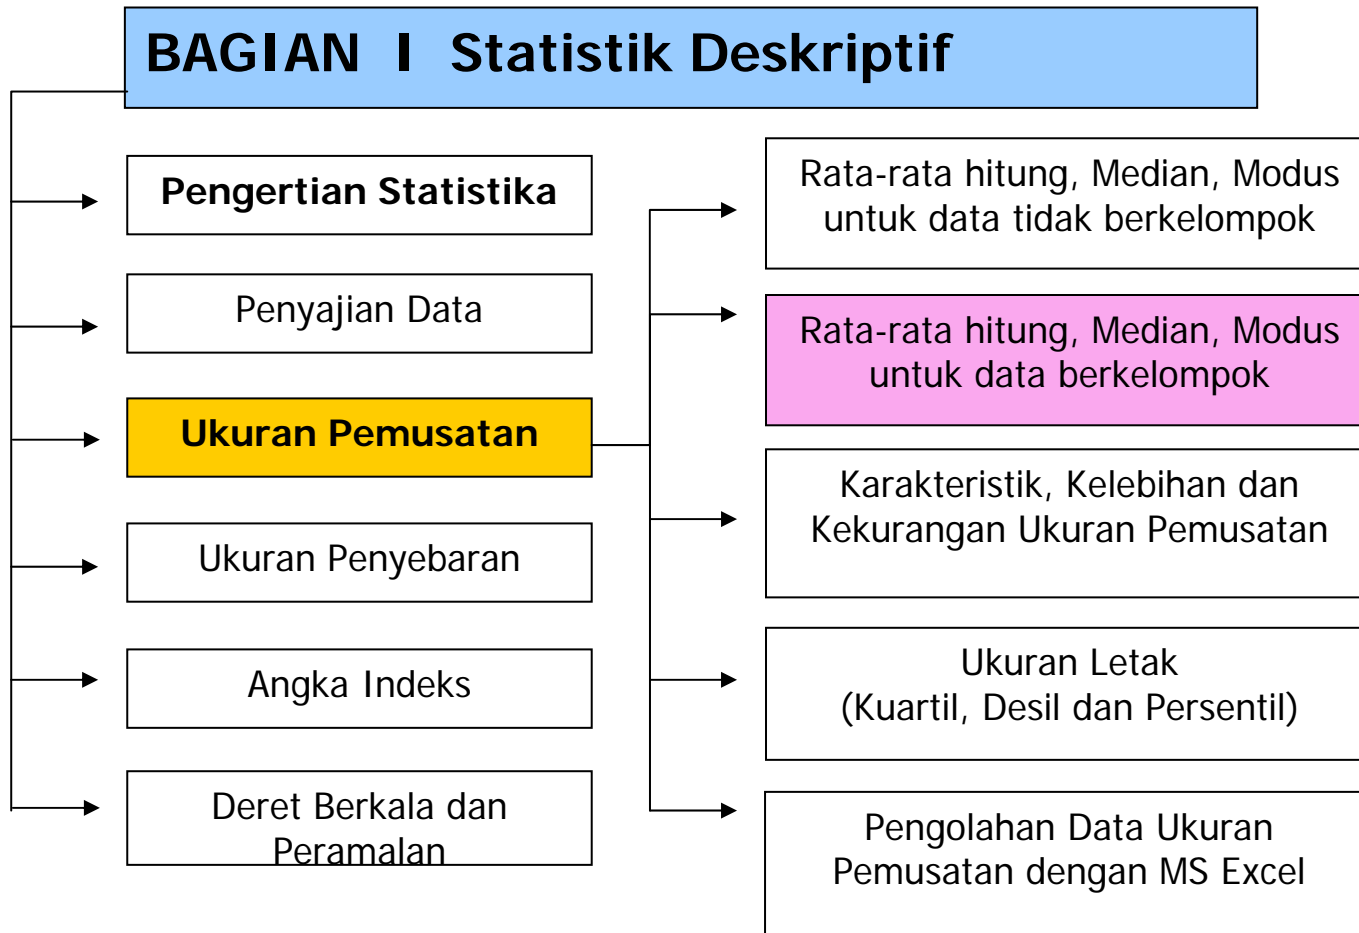 BAGIAN I Statistik Deskriptif
Pengertian Statistika
Penyajian Data
Ukuran Pemusatan
Ukuran Penyebaran
Angka Indeks
Deret Berkala dan
Peramalan
Rata-rata hitung, Median, Modus
untuk data tidak berkelompok
Rata-rata hitung, Median, Modus
untuk data berkelompok
Karakteristik, Kelebihan dan
Kekurangan Ukuran Pemusatan
Ukuran Letak
(Kuartil, Desil dan Persentil)
Pengolahan Data Ukuran
Pemusatan dengan MS Excel